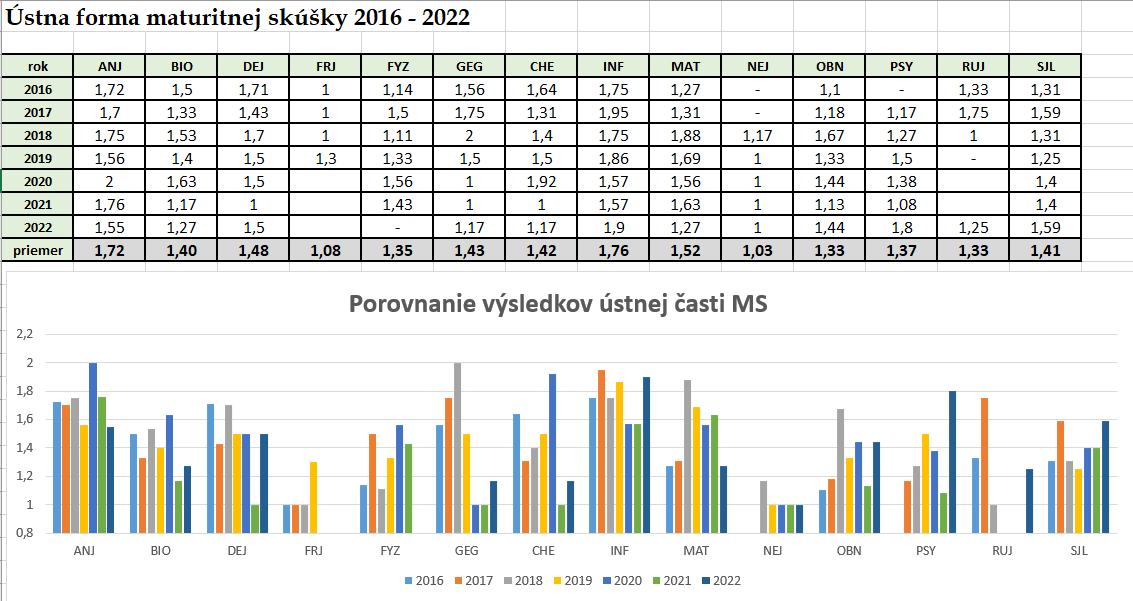 Ústna forma maturitnej skúšky 2016 - 2022
rok ANJ BIO DEJ FRJ FYZ GEG CHE INF MAT NEJ OBN PSY RUJ SJL
2016 1,72 1,5 1,71 1 1,14 1,56 1,64 1,75 1,27 - 1,1 - 1,33 1,31
2017 1,7 1,33 1,43 1 1,5 1,75 1,31 1,95 1,31 - 1,18 1,17 1,75 1,59
2018 1,75 1,53 1,7 1 1,11 2 1,4 1,75 1,88 1,17 1,67 1,27 1 1,31
2019 1,56 1,4 1,5 1,3 1,33 1,5 1,5 1,86 1,69 1 1,33 1,5 - 1,25
2020 2 1,63 1,5 1,56 1 1,92 1,57 1,56 1 1,44 1,38 1,4
2021 1,76 1,17 1 1,43 1 1 1,57 1,63 1 1,13 1,08 1,4
2022 1,55 1,27 1,5 - 1,17 1,17 1,9 1,27 1 1,44 1,8 1,25 1,59
priemer 1,72 1,40 1,48 1,08 1,35 1,43 1,42 1,76 1,52 1,03 1,33 1,37 1,33 1,41
Porovnanie výsledkov ústnej časti MS
2,2
2
1,8
1,6
1,4
1,2
1
0,8
ANJ BIO DEJ FRJ FYZ GEG CHE INF MAT NEJ OBN PSY RUJ SJL
2016 2017 2018 2019 2020 2021 2022